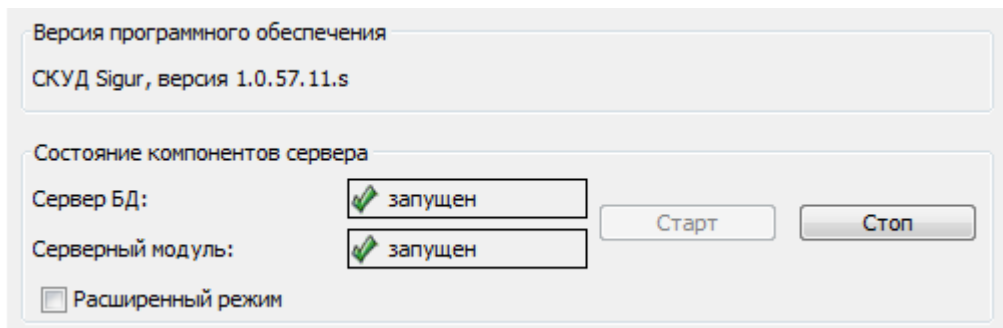 Версия программного обеспечения
СКУД Sigur, версия 1.0.57.11.s
Состояние компонентов сервера
Сервер БД: запущен
Старт Стоп
Серверный модуль: запущен
Расширенный режим